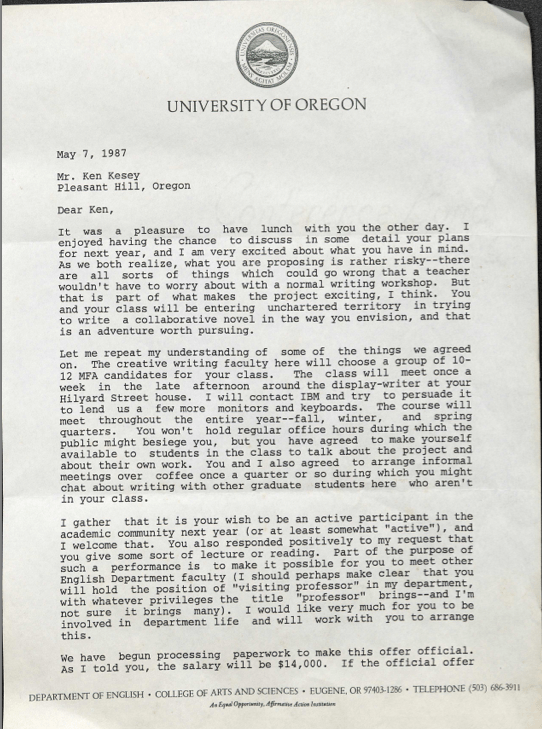 UNIVERSITY OF OREGON
May 7, 1987
Mr. Ken Kesey
Pleasant Hill, Oregon
Dear Ken,
It was a pleasure to have lunch with you the other day. I
enjoyed having the chance to discuss in some detail your plans
for next year, and I am very excited about what you have in mind.
As we both realize, what you are proposing is rather risky--there
are all sorts of things which could go wrong that a teacher
wouldn't have to worry about with a normal writing workshop. But
that is part of what makes the project exciting, I think. You
and your class will be entering unchartered territory in trying
to write a collaborative novel in the way you envision, and that
is an adventure worth pursuing.
Let me repeat my understanding of some of the things we agreed
on. The creative writing faculty here will choose a group of 10-
12 MFA candidates for your class. The class will meet once a
week in the late afternoon around the display-writer at your
Hilyard Street house. I will contact IBM and try to persuade it
to lend us a few more monitors and keyboards. The course will
meet throughout the entire year--fall, winter, and spring
quarters. You won't hold regular office hours during which the
public might besiege you, but you have agreed to make yourself
available to students in the class to talk about the project and
about their own work. You and I also agreed to arrange informal
meetings over coffee once a quarter or so during which you might
chat about writing with other graduate students here who aren't
in your class.
I gather that it is your wish to be an active participant in the
academic community next year (or at least somewhat "active"), and
I welcome that. You also responded positively to my request that
you give some sort of lecture or reading. Part of the purpose of
such a performance is to make it possible for you to meet other
English Department faculty (I should perhaps make clear that you
will hold the position of "visiting professor" in my department,
with whatever privileges the title "professor" brings--and I'm
not sure it brings many). I would like very much for you to be
involved in department life and will work with you to arrange
this.
We have begun processing paperwork to make this offer official.
As I told you, the salary will be $14,000. If the official offer
DEPARTMENT OF ENGLISH • COLLEGE OF ARTS AND SCIENCES • EUGENE, OR 97403-1286 • TELEPHONE (503) 686-3911
An Equal Opportunity, Affirmative Action Institution